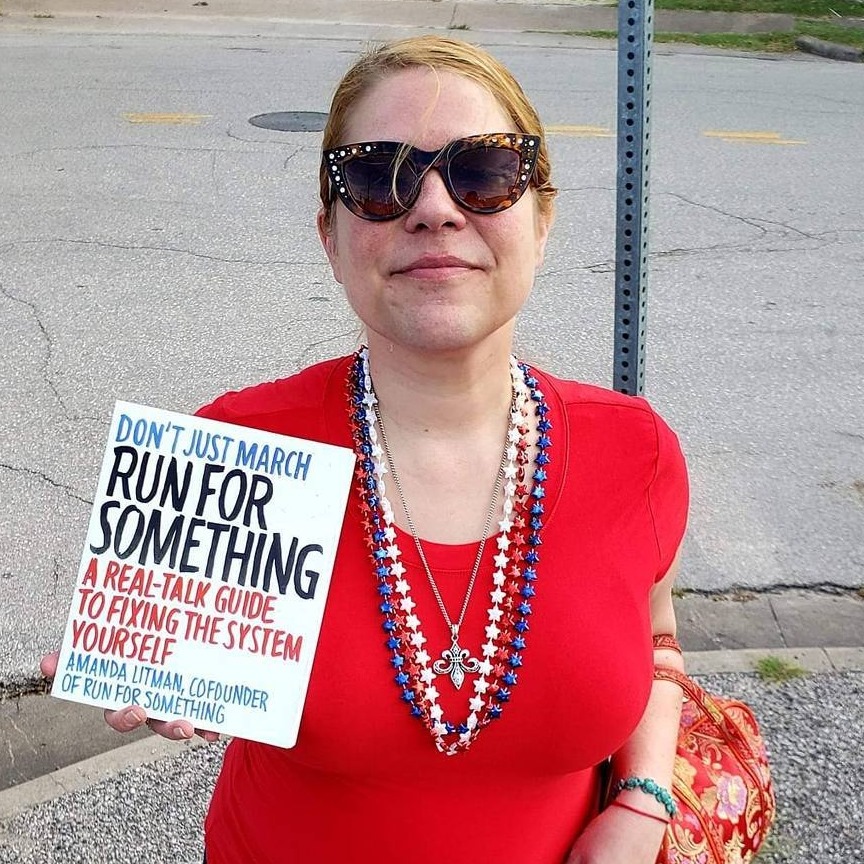 DON'T JUST MARCH
RUN FOR
SOMETHING
A REAL-TALK GUIDE
TO FIXING THE SYSTEM
YOURSELF
AMANDA LITMAN, COFOUNDER
OF RUN FOR SOMETHING